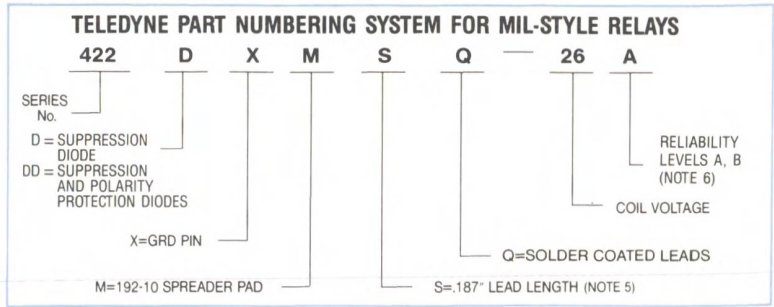 TELEDYNE PART NUMBERING SYSTEM FOR MIL-STYLE RELAYS
422 D X M S Q — 26 A
SERIES
No.
D = SUPPRESSION
DIODE
DD = SUPPRESSION
AND POLARITY
PROTECTION DIODES
RELIABILITY
LEVELS A, B
(NOTE 6)
COIL VOLTAGE
X=GRD PIN
Q=SOLDER COATED LEADS
M=192-10 SPREADER PAD
S=.187" LEAD LENGTH (NOTE 5)